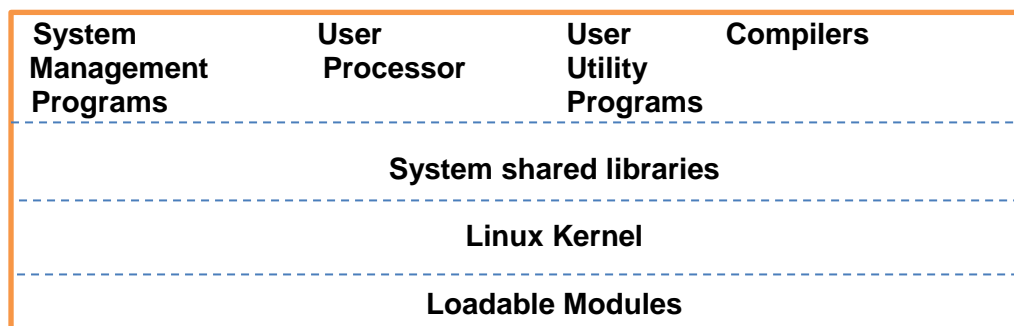 System User User Compilers
Management Processor Utility
Programs Programs
System shared libraries
Linux Kernel
Loadable Modules